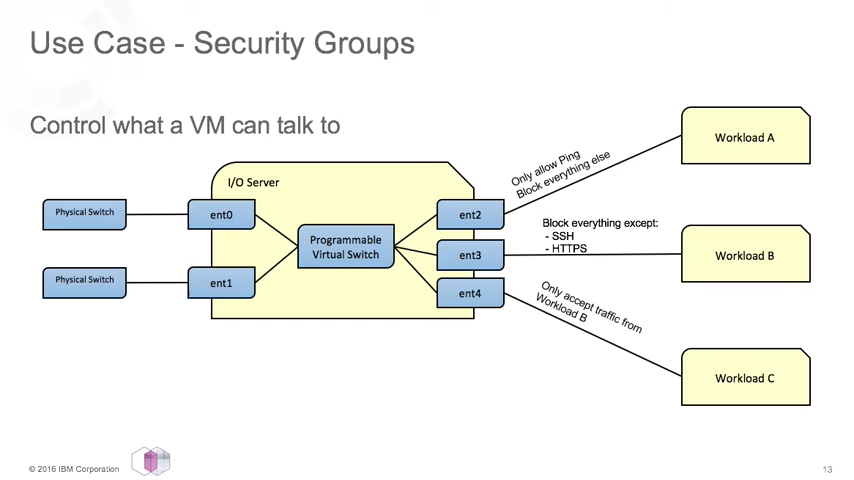 Use Case - Security Groups
Control what a VM can talk to
I/O Server
Physical Switch
Physical Switch
ent0
ent1
Programmable
Virtual Switch
ent2
ent3
ent4
Only allow Ping
Block everything else
Block everything except:
- SSH
- HTTPS
Only accept traffic from
Workload B
Workload A
Workload B
Workload C
© 2016 IBM Corporation
13